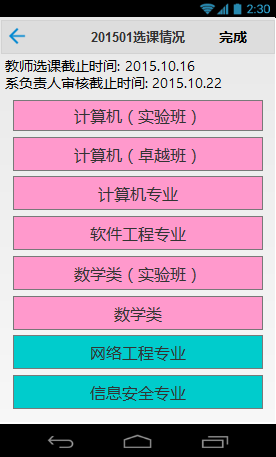 2:30
201501选课情况 完成
教师选课截止时间: 2015.10.16
系负责人审核截止时间: 2015.10.22
计算机（实验班）
计算机（卓越班）
计算机专业
软件工程专业
数学类（实验班）
数学类
网络工程专业
信息安全专业